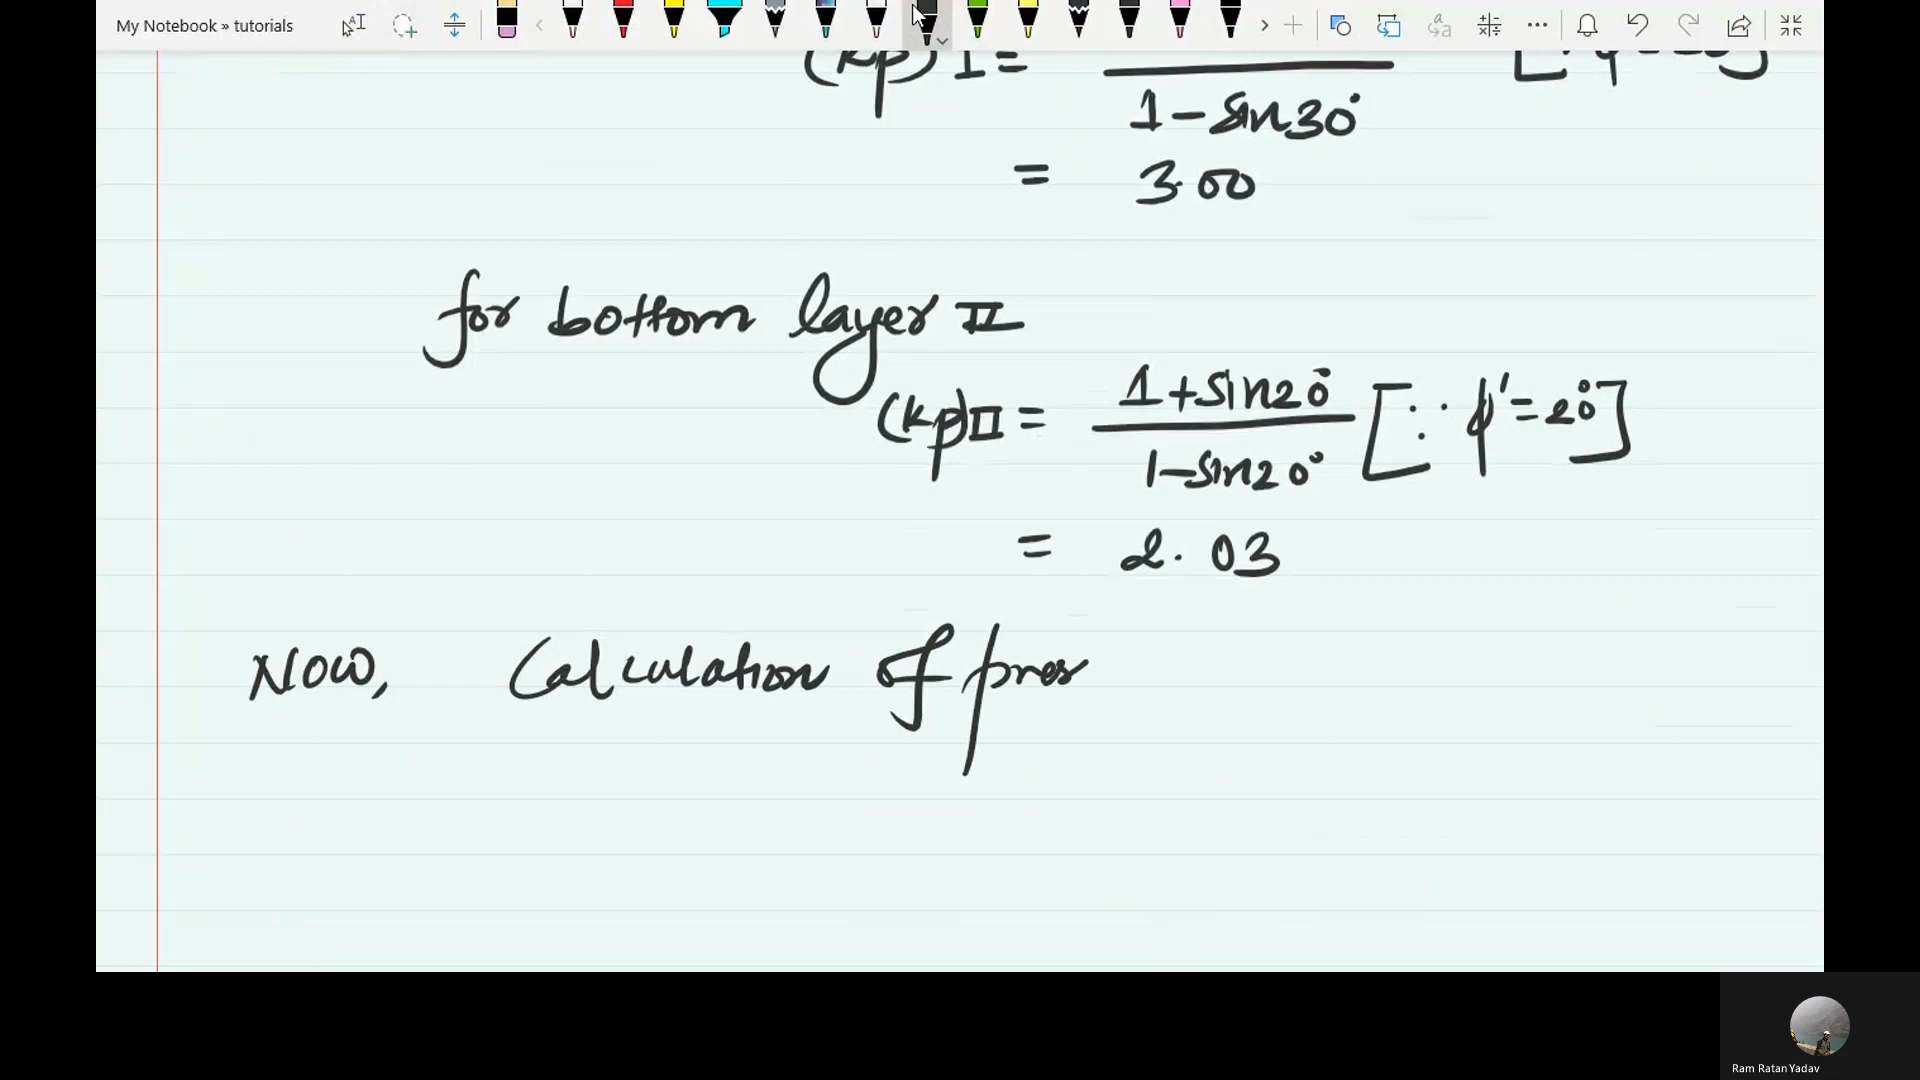 My Notebook » tutorials
(kp) I =
1 - sin30°
= 3.00
for bottom layer II
(kp)II = 1 + sin20° [∵ ϕ' = 20°]
1 - sin20°
= 2.03
Now, Calculation of pres
Ram Ratan Yadav